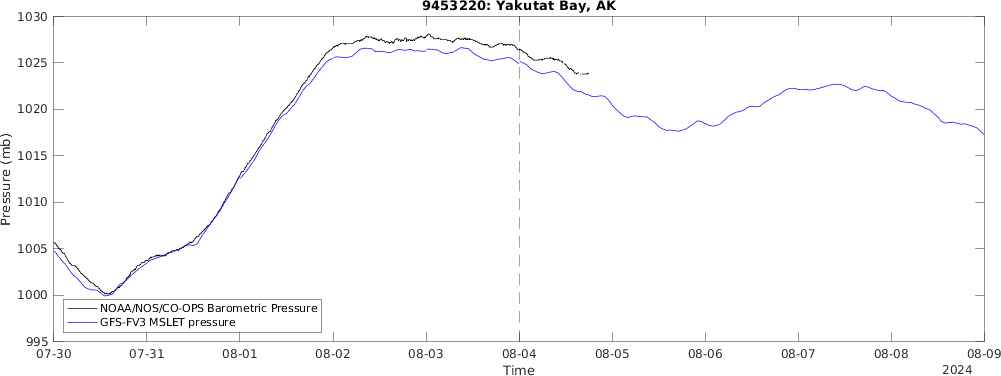 9453220: Yakutat Bay, AK
1030
1025
1020
1015
1010
1005
1000
995
Pressure (mb)
NOAA/NOS/CO-OPS Barometric Pressure
GFS-FV3 MSLET pressure
07-30 07-31 08-01 08-02 08-03 08-04 08-05 08-06 08-07 08-08 08-09
Time
2024